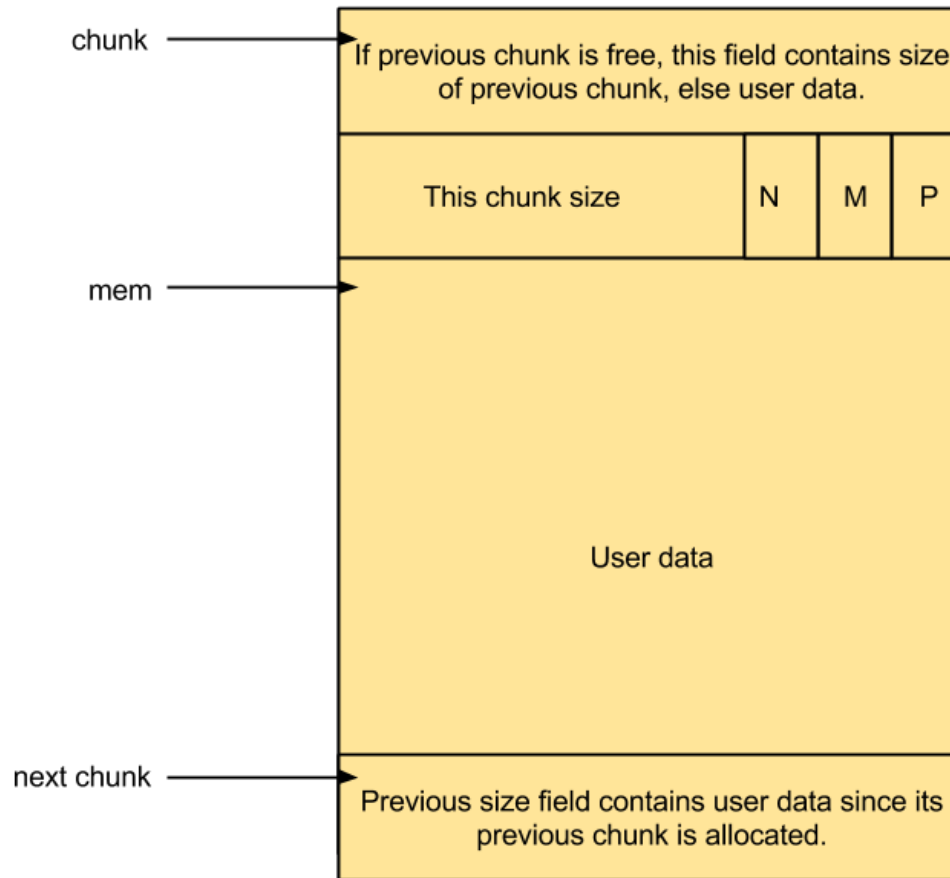 chunk
If previous chunk is free, this field contains size
of previous chunk, else user data.
This chunk size
N
M
P
mem
User data
next chunk
Previous size field contains user data since its
previous chunk is allocated.